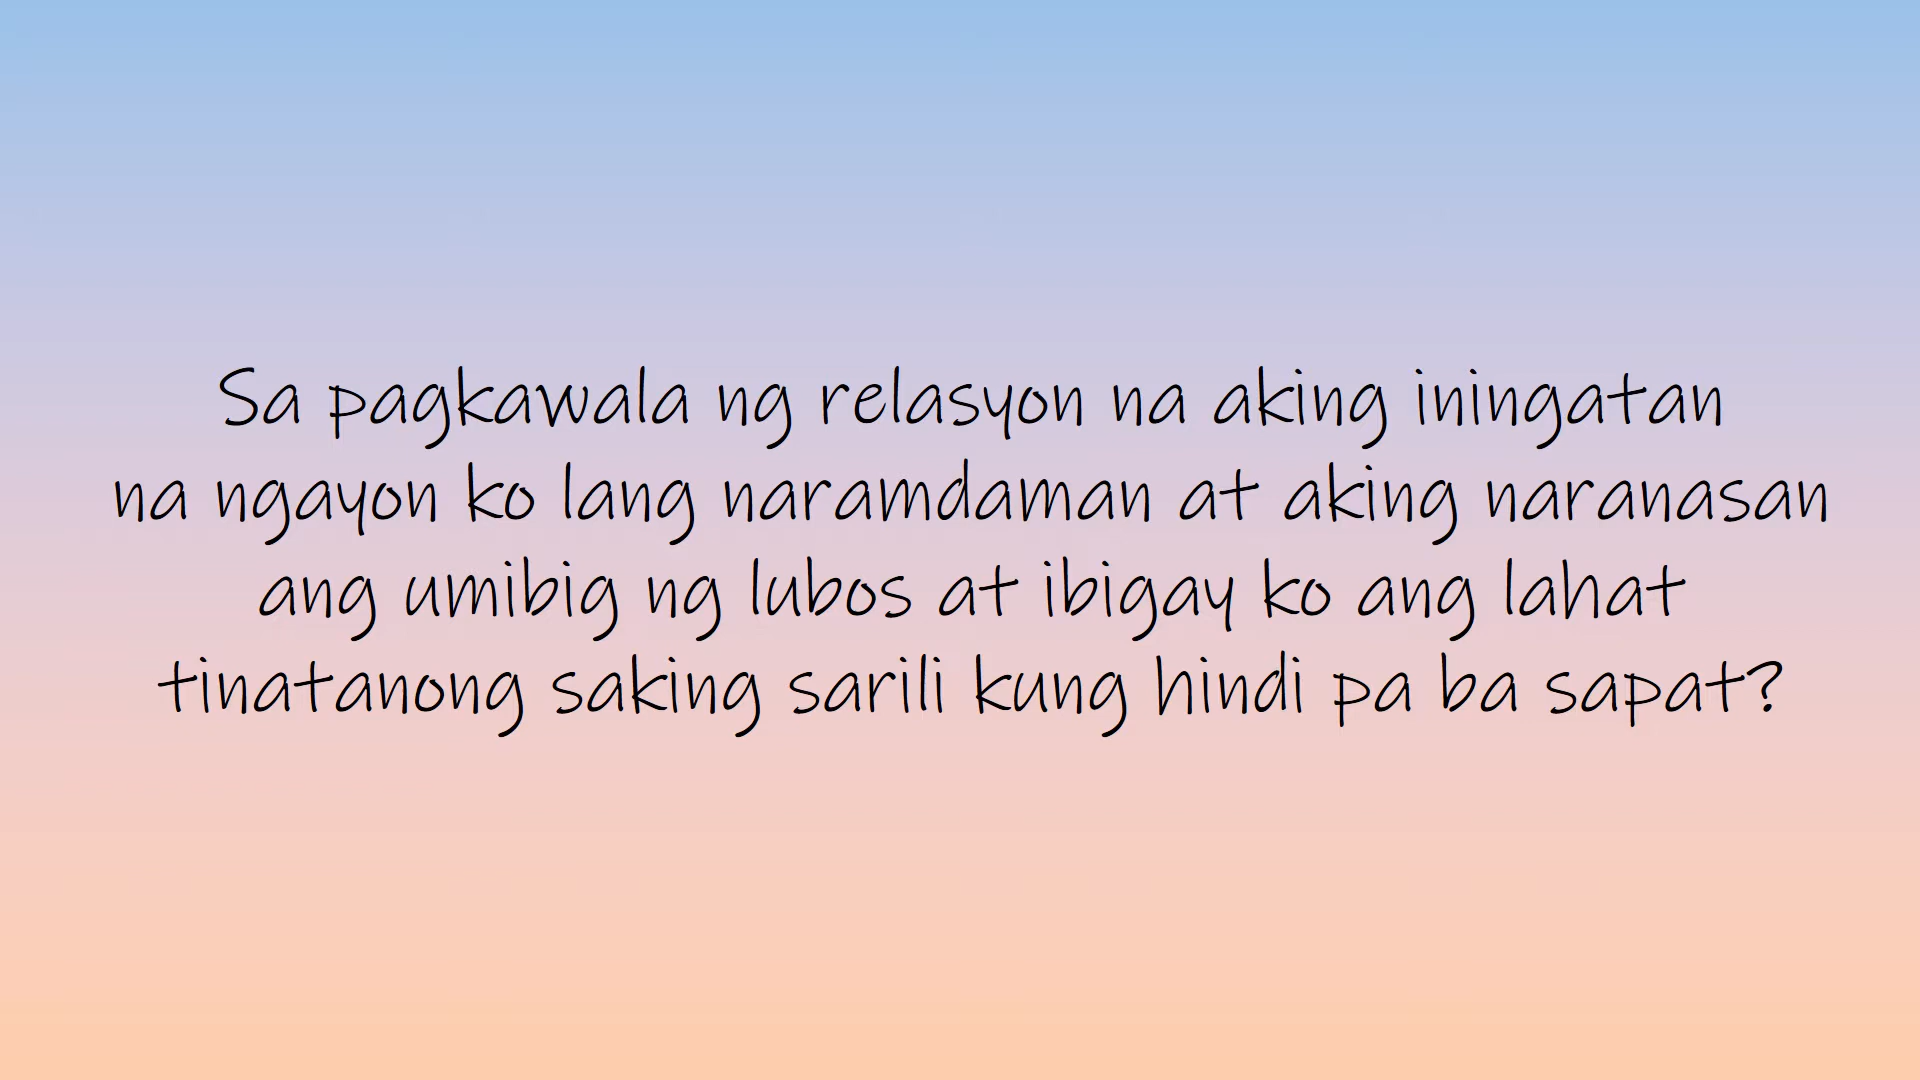 Sa pagkawala ng relasyon na aking iningatan
na ngayon ko lang naramdaman at aking naranasan
ang umibig ng lubos at ibigay ko ang lahat
tinatanong saking sarili kung hindi pa ba sapat?